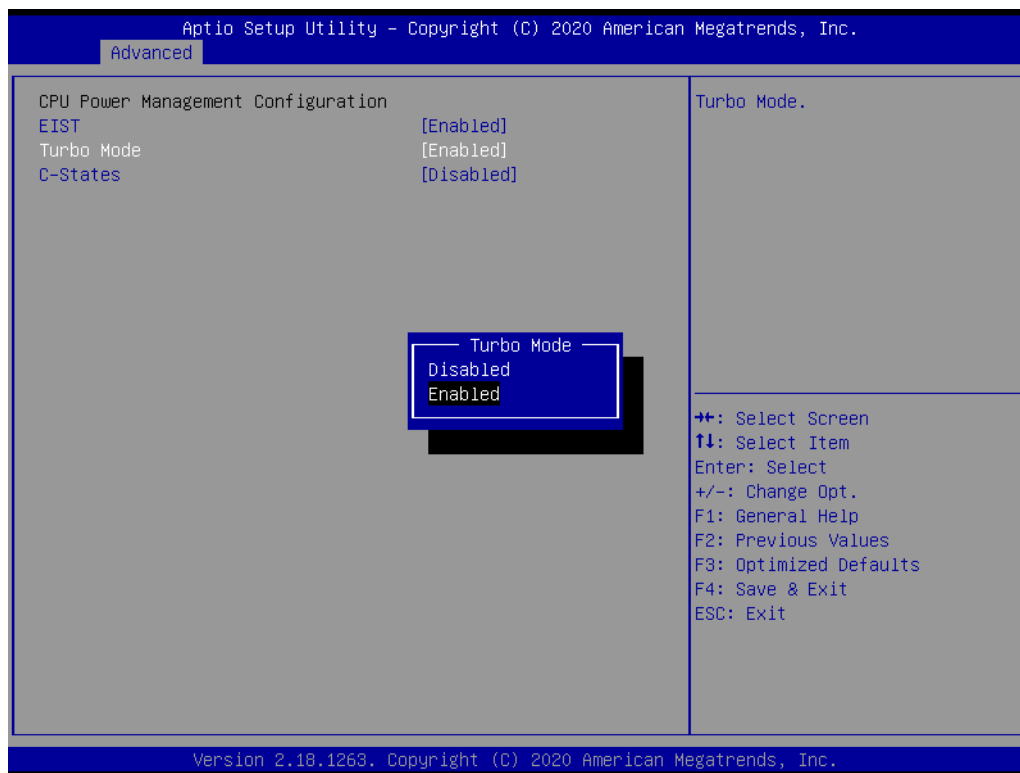 Aptio Setup Utility – Copyright (C) 2020 American Megatrends, Inc.
Advanced
CPU Power Management Configuration
EIST [Enabled]
Turbo Mode [Enabled]
C-States [Disabled]
Turbo Mode.
Turbo Mode
Disabled
Enabled
→←: Select Screen
↑↓: Select Item
Enter: Select
+/-: Change Opt.
F1: General Help
F2: Previous Values
F3: Optimized Defaults
F4: Save & Exit
ESC: Exit
Version 2.18.1263. Copyright (C) 2020 American Megatrends, Inc.